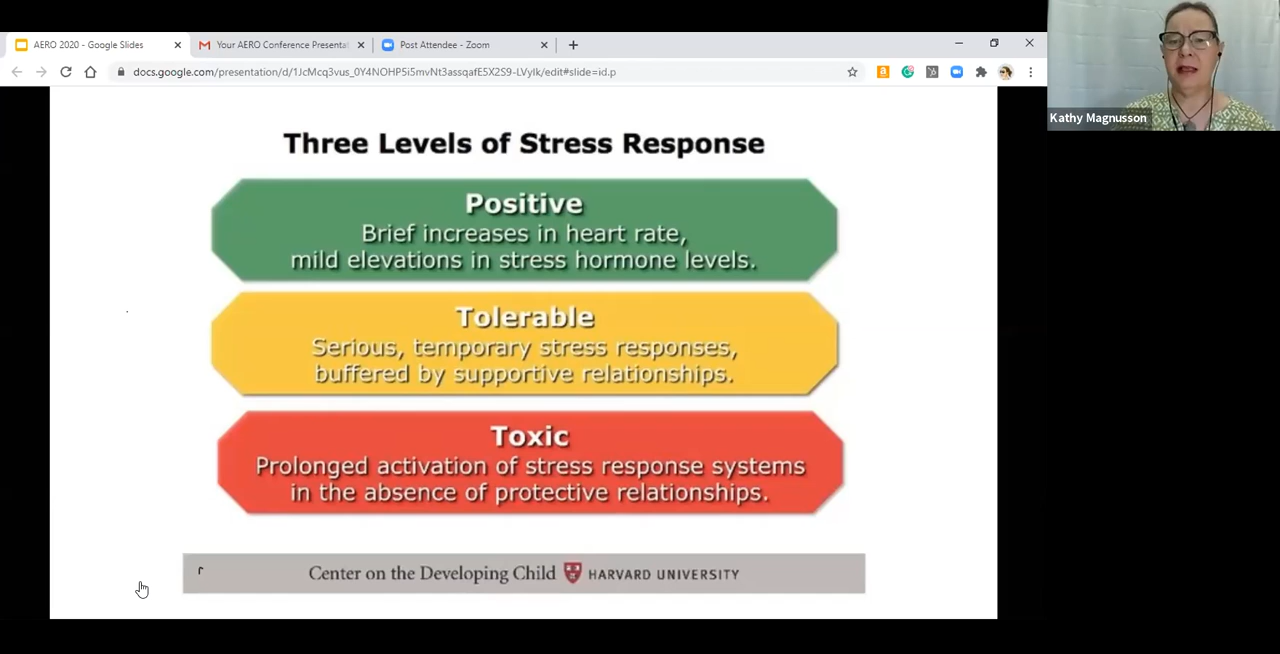 AERO 2020 - Google Slides
Your AERO Conference Presentat
Post Attendee - Zoom
docs.google.com/presentation/d/1JcMcq3vus_0Y4NOHP5i5mvNt3assqafE5X2S9-LVyIk/edit#slide=id.p
Kathy Magnusson
Three Levels of Stress Response
Positive
Brief increases in heart rate,
mild elevations in stress hormone levels.
Tolerable
Serious, temporary stress responses,
buffered by supportive relationships.
Toxic
Prolonged activation of stress response systems
in the absence of protective relationships.
Center on the Developing Child HARVARD UNIVERSITY